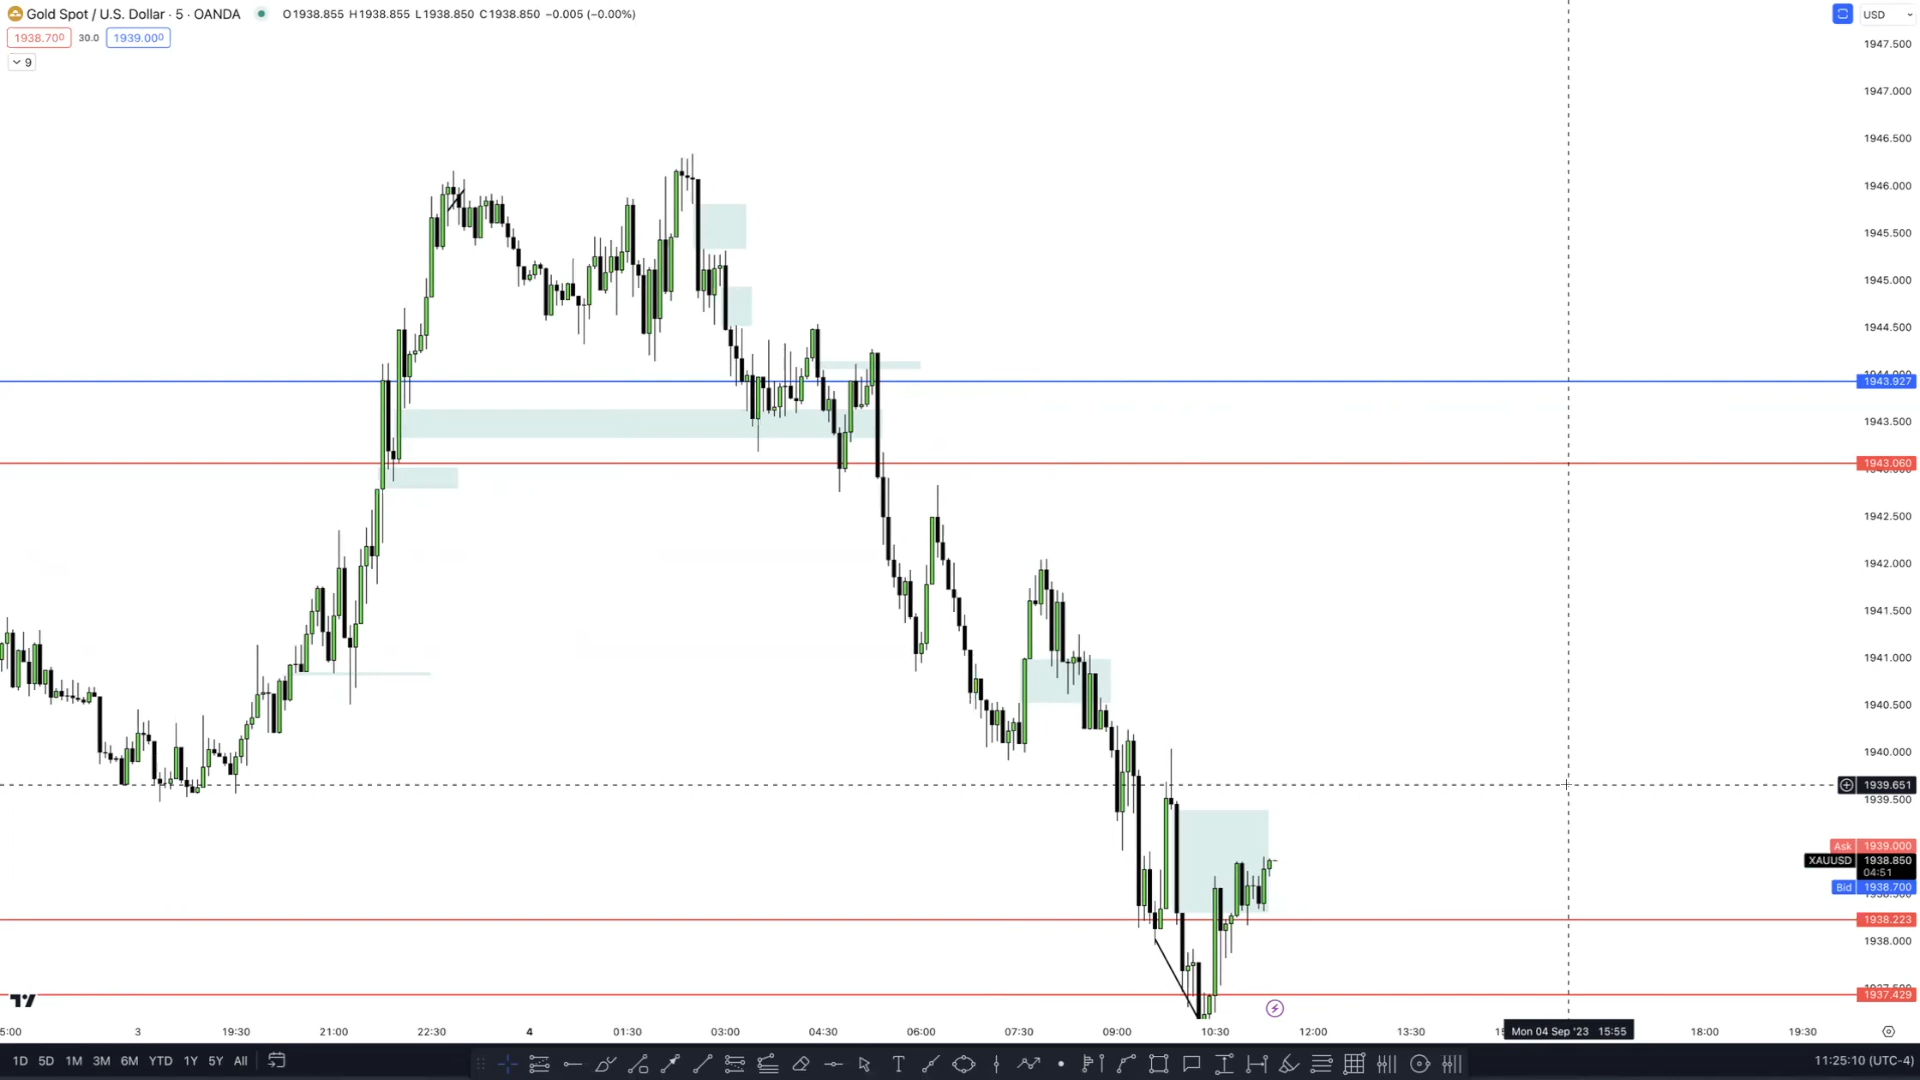 Gold Spot / U.S. Dollar · 5 · OANDA O1938.855 H1938.855 L1938.850 C1938.850 −0.005 (−0.00%)
USD
1938.700 30.0 1939.000
9
1947.500
1947.000
1946.500
1946.000
1945.500
1945.000
1944.500
1943.927
1943.500
1943.060
1942.500
1942.000
1941.500
1941.000
1940.500
1940.000
1939.651
1939.500
Ask 1939.000
XAUUSD 1938.850
04:51
Bid 1938.700
1938.223
1938.000
1937.429
5:00 3 19:30 21:00 22:30 4 01:30 03:00 04:30 06:00 07:30 09:00 10:30 12:00 13:30 Mon 04 Sep '23 15:55 18:00 19:30
1D 5D 1M 3M 6M YTD 1Y 5Y All 11:25:10 (UTC-4)